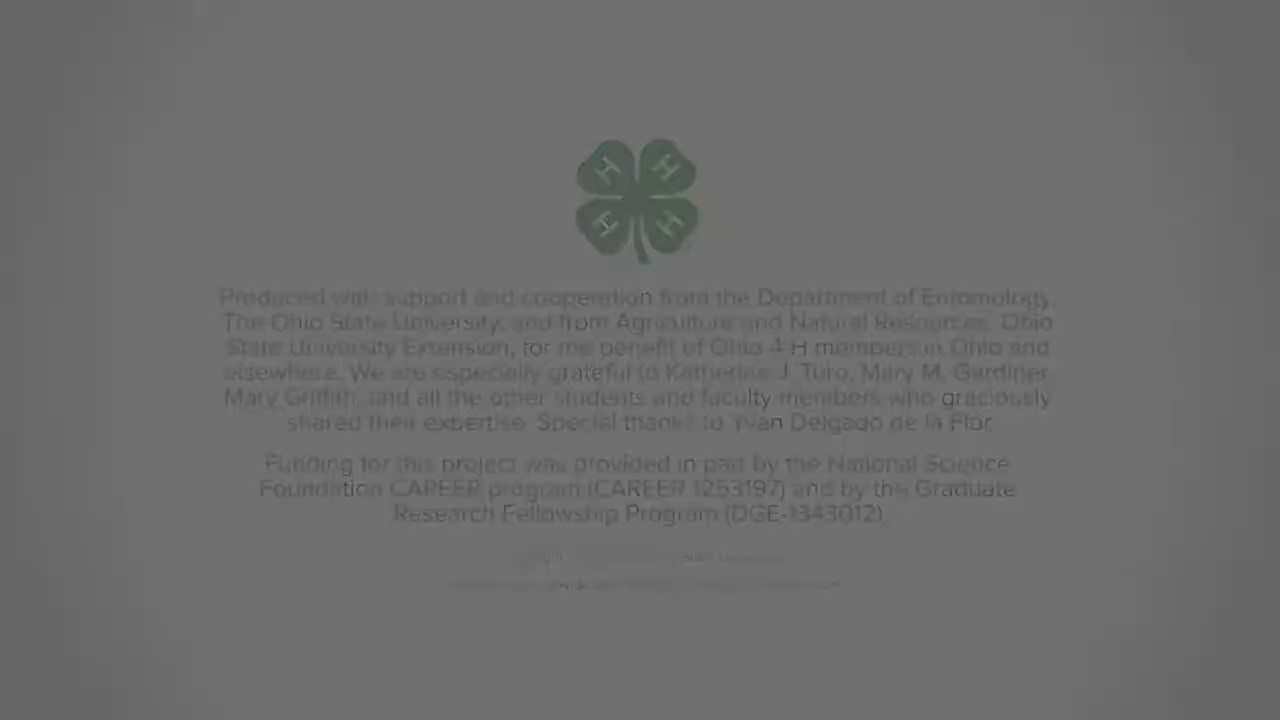 H H
H H
Produced with support and cooperation from the Department of Entomology,
The Ohio State University, and from Agriculture and Natural Resources, Ohio
State University Extension, for the benefit of Ohio 4-H members in Ohio and
elsewhere. We are especially grateful to Katherine J. Turo, Mary M. Gardiner,
Mary Griffith, and all the other students and faculty members who graciously
shared their expertise. Special thanks to Yvan Delgado de la Flor.
Funding for this project was provided in part by the National Science
Foundation CAREER program (CAREER 1253197) and by the Graduate
Research Fellowship Program (DGE-1343012).